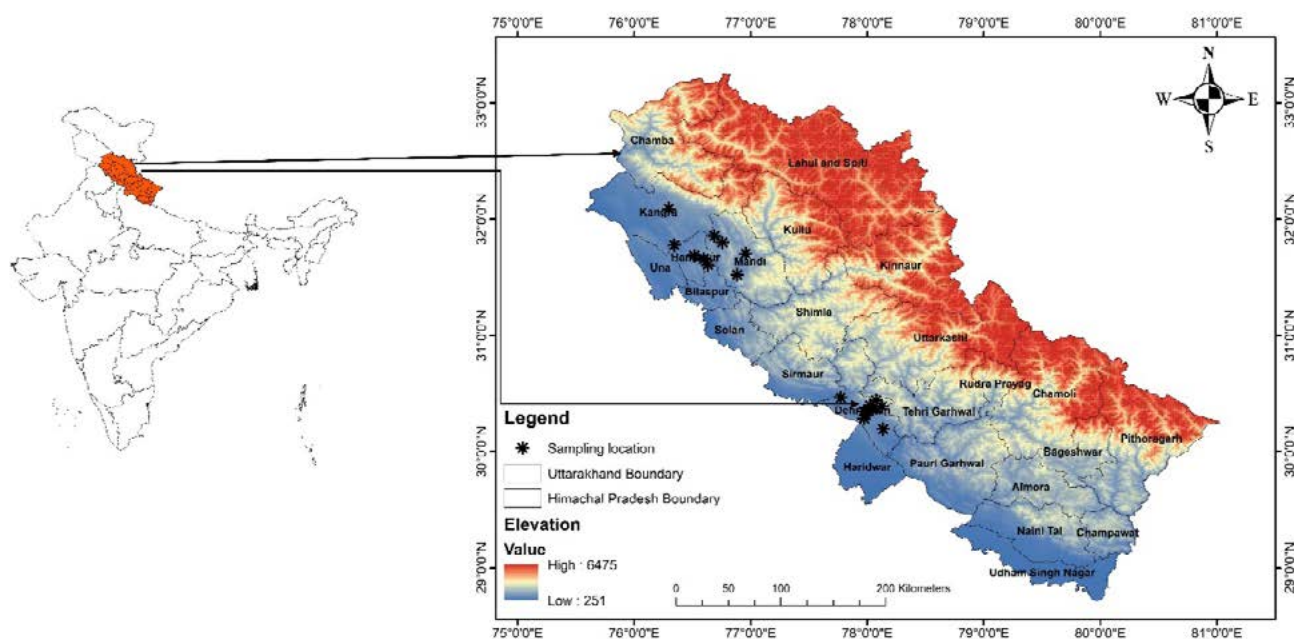 75°0'0"E 76°0'0"E 77°0'0"E 78°0'0"E 79°0'0"E 80°0'0"E 81°0'0"E
N
W E
S
33°0'0"N
33°0'0"N
32°0'0"N
32°0'0"N
31°0'0"N
31°0'0"N
30°0'0"N
30°0'0"N
29°0'0"N
29°0'0"N
Chamba
Lahul and Spiti
Kangra
Kullu
Mandi
Una
Kinnaur
Bilaspur
Shimla
Solan
Uttarkashi
Sirmaur
Rudra Prayag
Chamoli
Tehri Garhwal
Pithoragarh
Bageshwar
Haridwar
Pauri Garhwal
Almora
Naini Tal
Champawat
Udham Singh Nagar
Legend
Sampling location
Uttarakhand Boundary
Himachal Pradesh Boundary
Elevation
Value
High : 6475
Low : 251
0 50 100 200 Kilometers
75°0'0"E 76°0'0"E 77°0'0"E 78°0'0"E 79°0'0"E 80°0'0"E 81°0'0"E